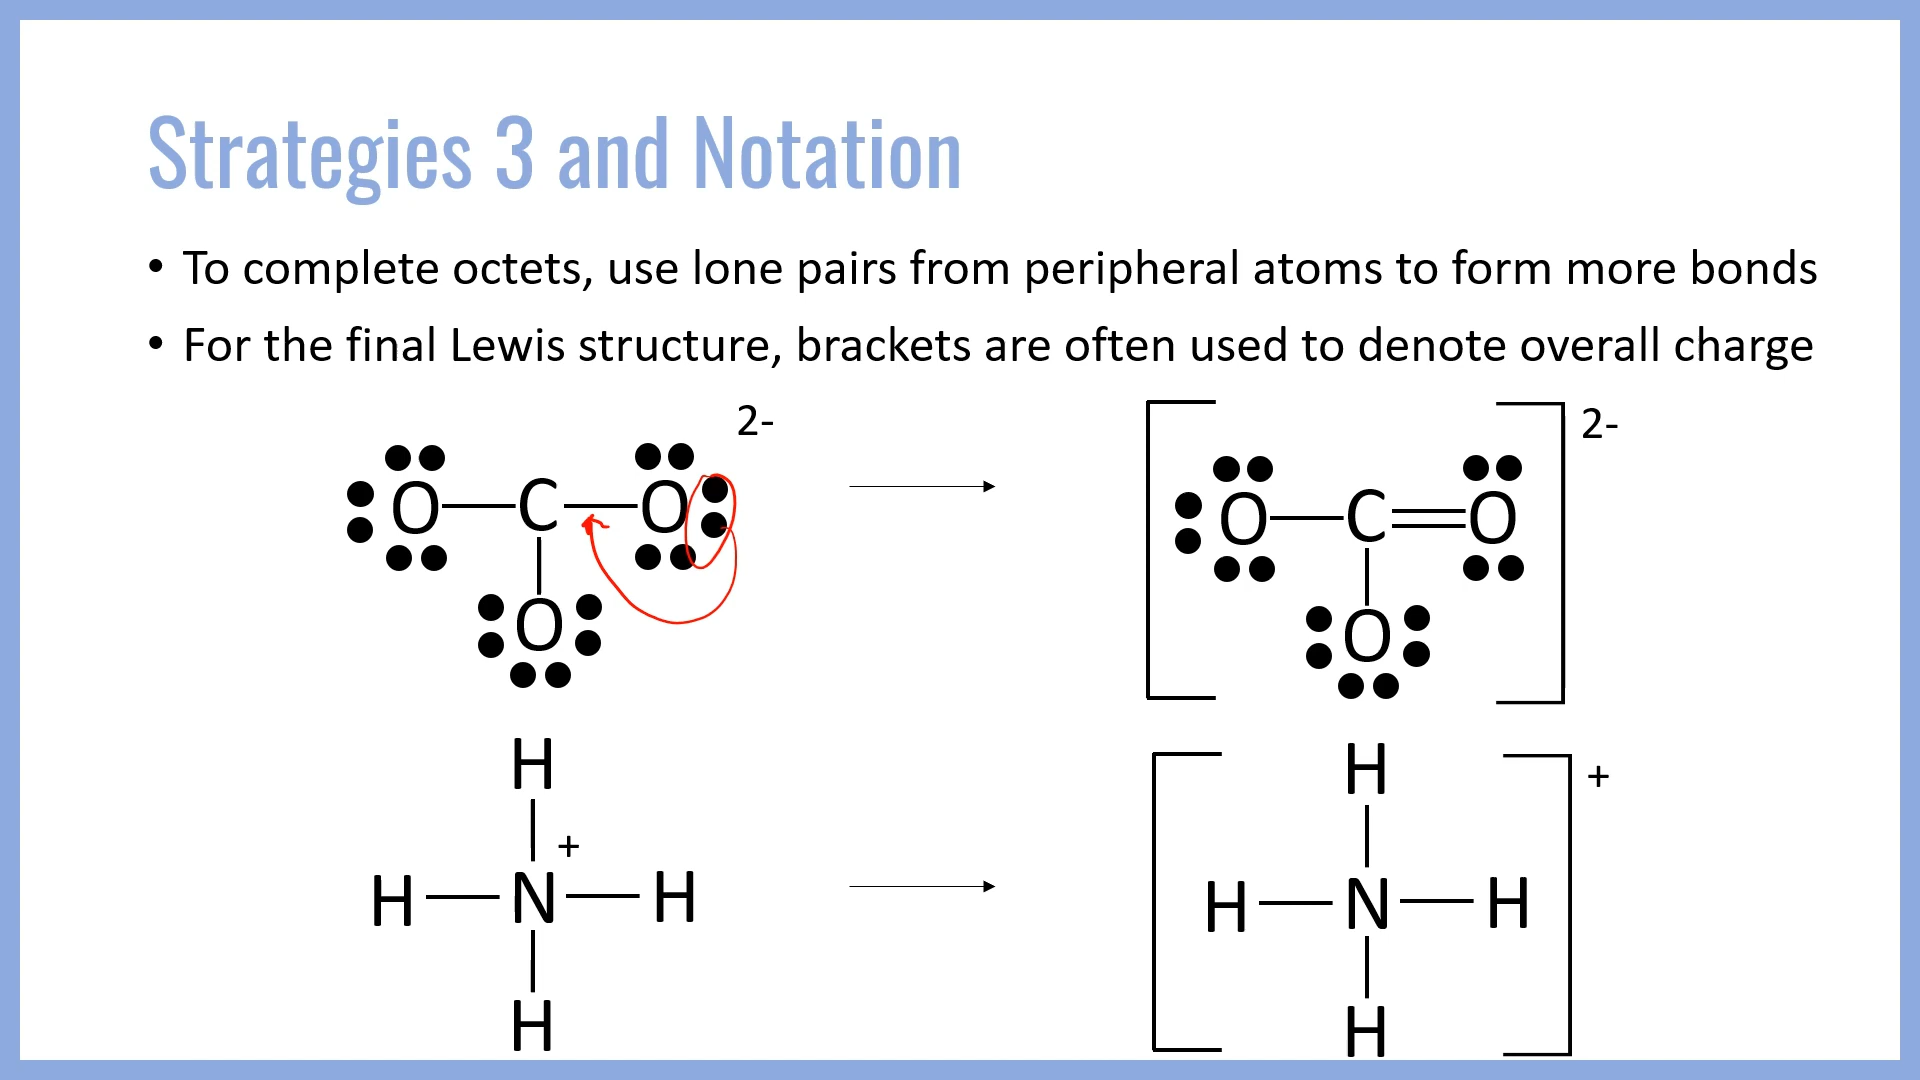 Strategies 3 and Notation
• To complete octets, use lone pairs from peripheral atoms to form more bonds
• For the final Lewis structure, brackets are often used to denote overall charge
2-
O C O
O
2-
O C O
O
H
+
H N H
H
+
H
H N H
H